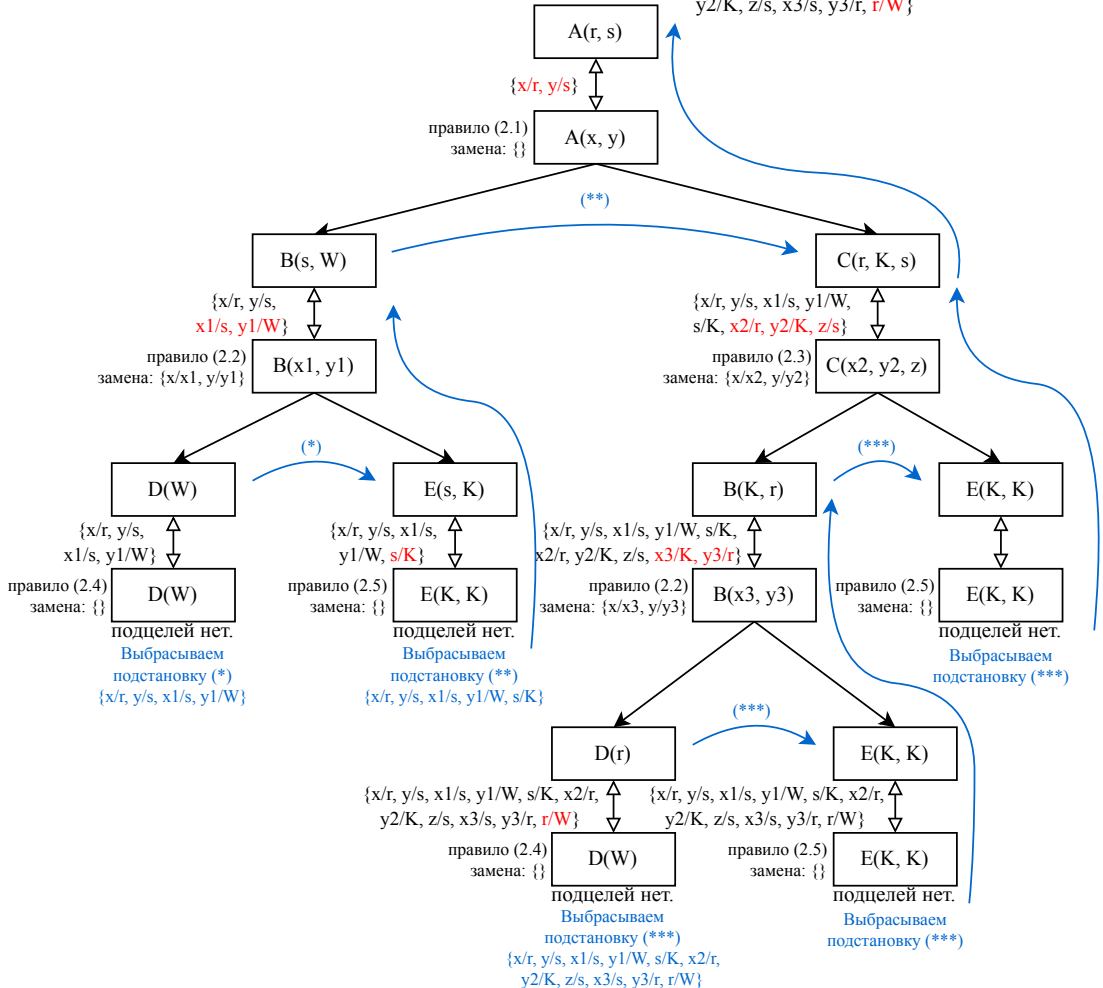 y2/K, z/s, x3/s, y3/r, r/W}
A(r, s)
{x/r, y/s}
правило (2.1)
замена: {}
A(x, y)
(**)
B(s, W)
C(r, K, s)
{x/r, y/s,
x1/s, y1/W}
{x/r, y/s, x1/s, y1/W,
s/K, x2/r, y2/K, z/s}
правило (2.2)
замена: {x/x1, y/y1}
B(x1, y1)
правило (2.3)
замена: {x/x2, y/y2}
C(x2, y2, z)
(*)
(***)
D(W)
E(s, K)
B(K, r)
E(K, K)
{x/r, y/s,
x1/s, y1/W}
{x/r, y/s, x1/s,
y1/W, s/K}
{x/r, y/s, x1/s, y1/W, s/K,
x2/r, y2/K, z/s, x3/K, y3/r}
правило (2.4)
замена: {}
D(W)
подцелей нет.
Выбрасываем
подстановку (*)
{x/r, y/s, x1/s, y1/W}
правило (2.5)
замена: {}
E(K, K)
подцелей нет.
Выбрасываем
подстановку (**)
{x/r, y/s, x1/s, y1/W, s/K}
правило (2.2)
замена: {x/x3, y/y3}
B(x3, y3)
правило (2.5)
замена: {}
E(K, K)
подцелей нет.
Выбрасываем
подстановку (***)
(***)
D(r)
E(K, K)
{x/r, y/s, x1/s, y1/W, s/K, x2/r,
y2/K, z/s, x3/s, y3/r, r/W}
{x/r, y/s, x1/s, y1/W, s/K, x2/r,
y2/K, z/s, x3/s, y3/r, r/W}
правило (2.4)
замена: {}
D(W)
подцелей нет.
Выбрасываем
подстановку (***)
{x/r, y/s, x1/s, y1/W, s/K, x2/r,
y2/K, z/s, x3/s, y3/r, r/W}
правило (2.5)
замена: {}
E(K, K)
подцелей нет.
Выбрасываем
подстановку (***)